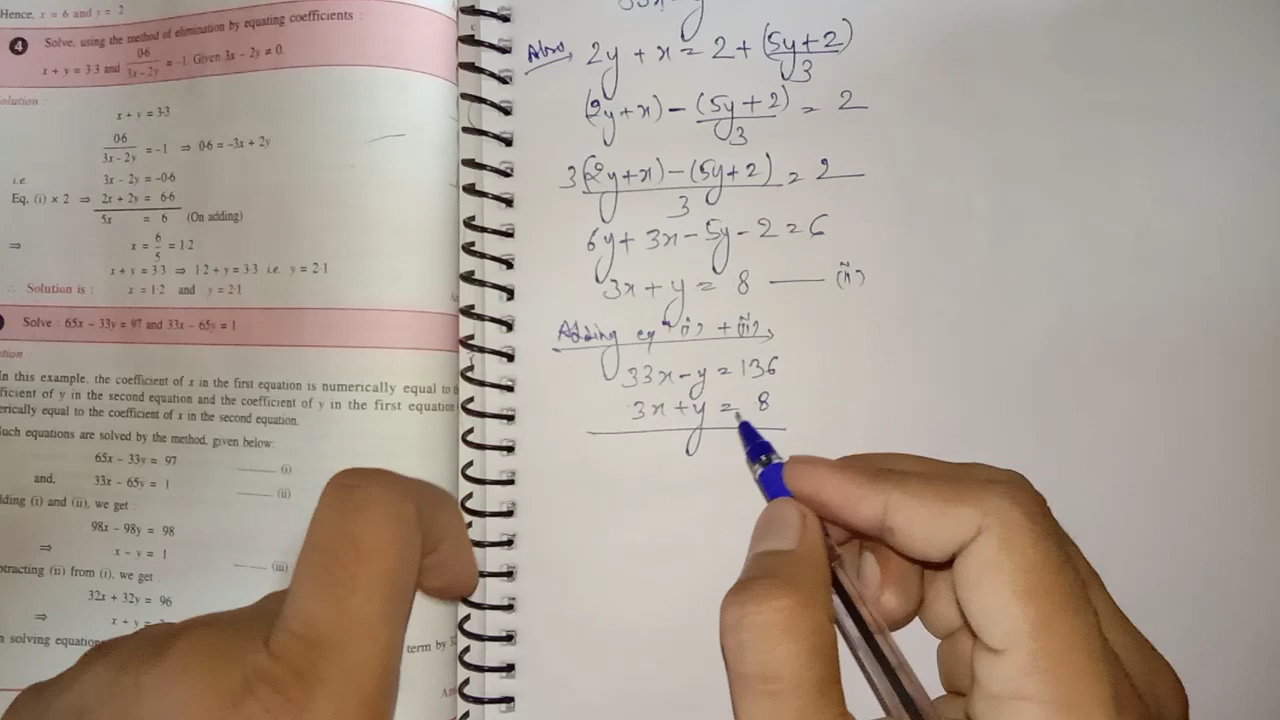 Hence, x = 6 and y = 2
4 Solve, using the method of elimination by equating coefficients :
x + y = 3·3 and 0·6/3x - 2y = -1. Given 3x - 2y ≠ 0.
olution :
x + y = 3·3
0·6/3x - 2y = -1 ⇒ 0·6 = -3x + 2y
i.e. 3x - 2y = -0·6
Eq. (i) × 2 ⇒ 2x + 2y = 6·6
5x = 6 (On adding)
⇒ x = 6/5 = 1·2
x + y = 3·3 ⇒ 1·2 + y = 3·3 i.e. y = 2·1
∴ Solution is : x = 1·2 and y = 2·1
Solve : 65x - 33y = 97 and 33x - 65y = 1
tion
In this example, the coefficient of x in the first equation is numerically equal to
ficient of y in the second equation and the coefficient of y in the first equation
erically equal to the coefficient of x in the second equation.
Such equations are solved by the method, given below:
65x - 33y = 97 (i)
and, 33x - 65y = 1 (ii)
lding (i) and (ii), we get :
98x - 98y = 98
⇒ x - y = 1 (iii)
otracting (ii) from (i), we get
32x + 32y = 96
⇒ x + y =
n solving equation term by 3
Also, 2y + x = 2 + (5y+2)/3
(2y+x) - (5y+2)/3 = 2
3(2y+x) - (5y+2)/3 = 2
6y + 3x - 5y - 2 = 6
3x + y = 8 —— (ii)
Adding eqⁿ (i) + (ii),
33x - y = 136
3x + y = 8